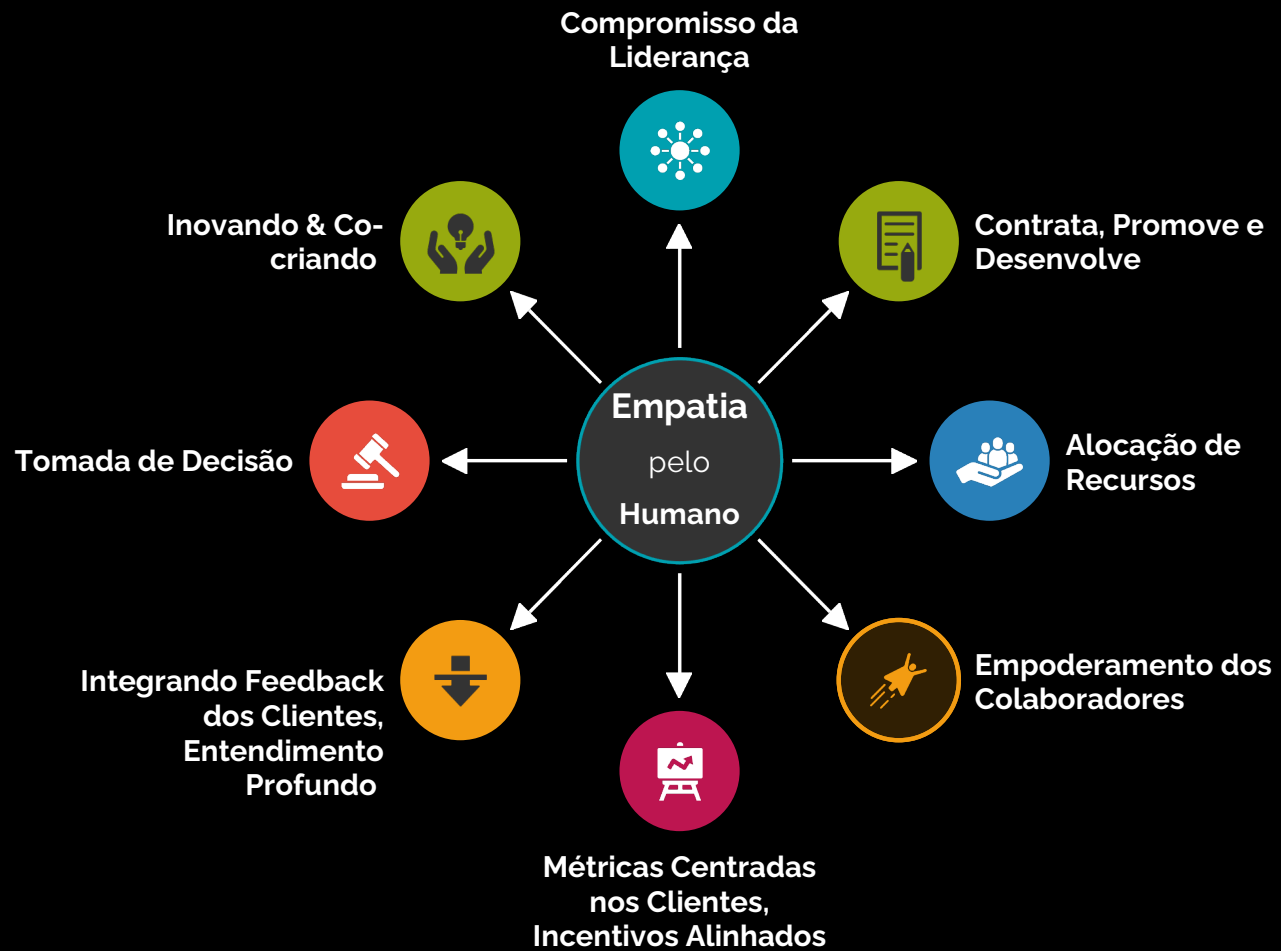 Compromisso da
Liderança
Inovando & Co-
criando
Contrata, Promove e
Desenvolve
Empatia
pelo
Humano
Tomada de Decisão
Alocação de
Recursos
Integrando Feedback
dos Clientes,
Entendimento
Profundo
Empoderamento dos
Colaboradores
Métricas Centradas
nos Clientes,
Incentivos Alinhados